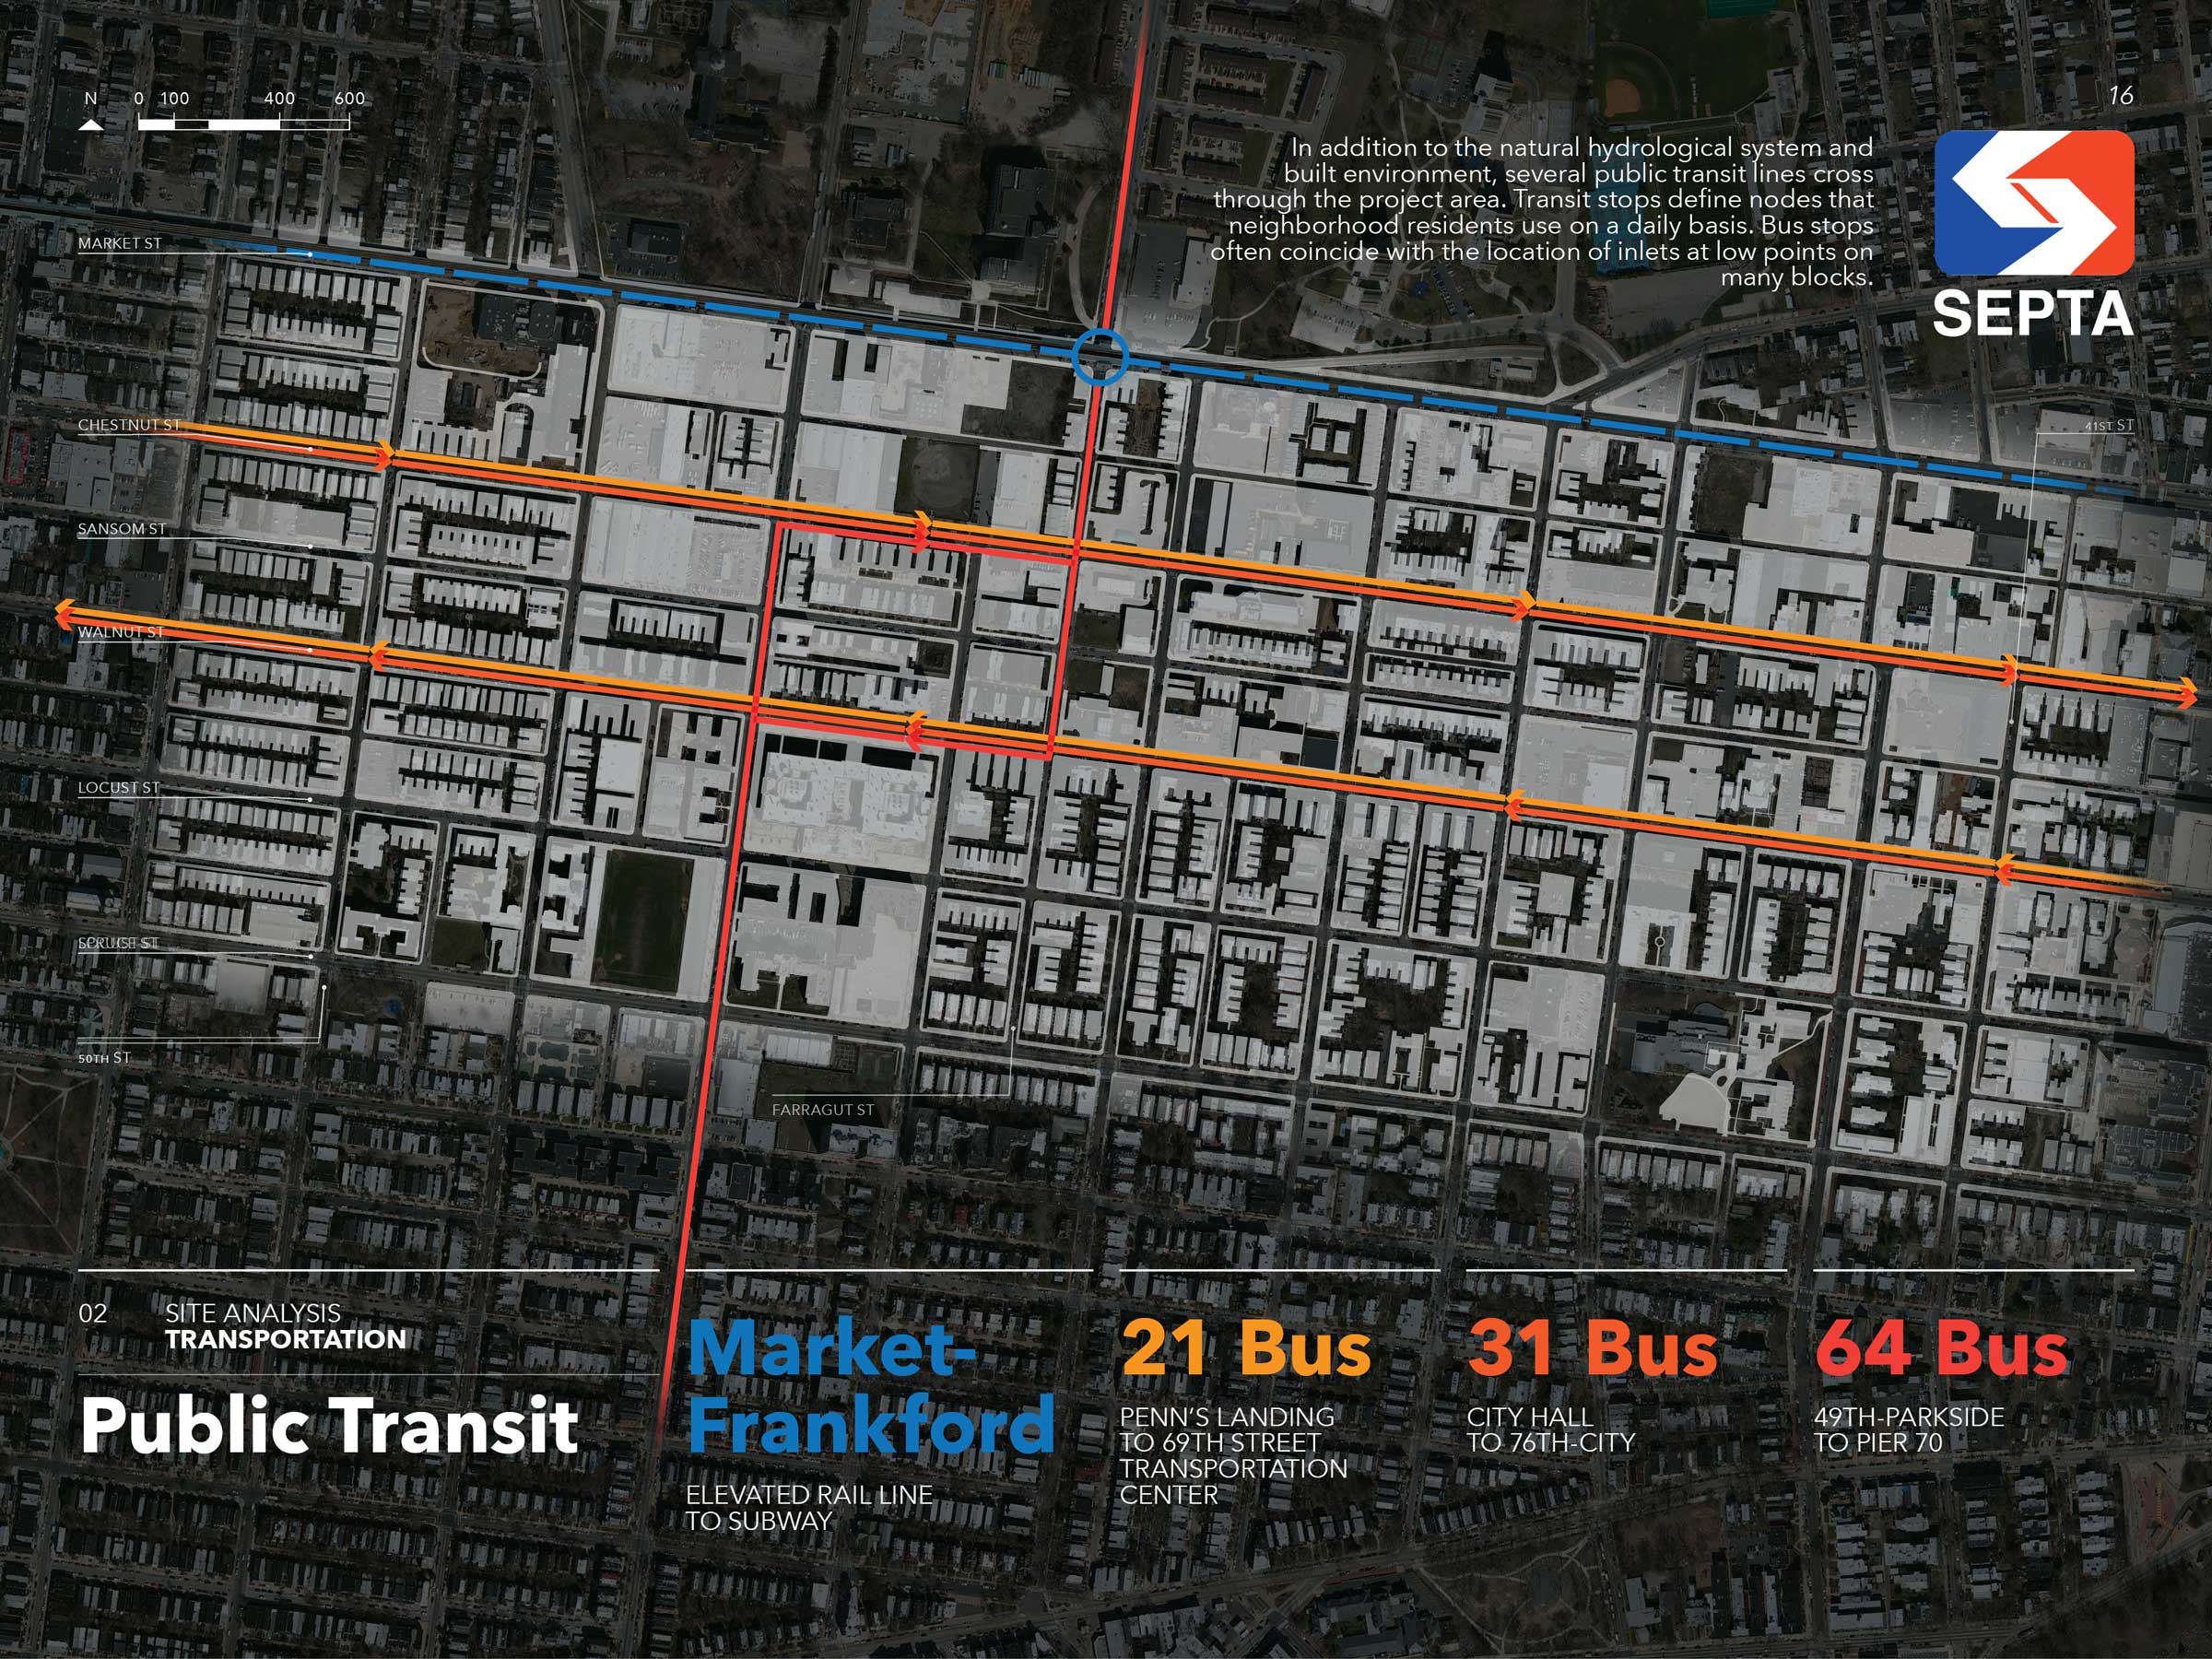 N 0 100 400 600
16
In addition to the natural hydrological system and
built environment, several public transit lines cross
through the project area. Transit stops define nodes that
neighborhood residents use on a daily basis. Bus stops
often coincide with the location of inlets at low points on
many blocks.
SEPTA
MARKET ST
CHESTNUT ST
41ST ST
SANSOM ST
WALNUT ST
LOCUST ST
SPRUCE ST
50TH ST
FARRAGUT ST
02 SITE ANALYSIS
TRANSPORTATION
Public Transit
Market-
Frankford
ELEVATED RAIL LINE
TO SUBWAY
21 Bus
PENN'S LANDING
TO 69TH STREET
TRANSPORTATION
CENTER
31 Bus
CITY HALL
TO 76TH-CITY
64 Bus
49TH-PARKSIDE
TO PIER 70